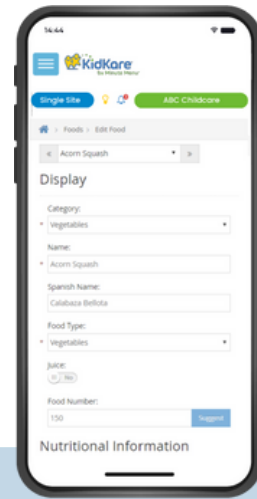 14:44
KidKare
by Minute Menu
Single Site
ABC Childcare
> Foods > Edit Food
« Acorn Squash »
Display
Category:
* Vegetables
Name:
* Acorn Squash
Spanish Name:
Calabaza Bellota
Food Type:
* Vegetables
Juice:
No
Food Number:
150 Suggest
Nutritional Information